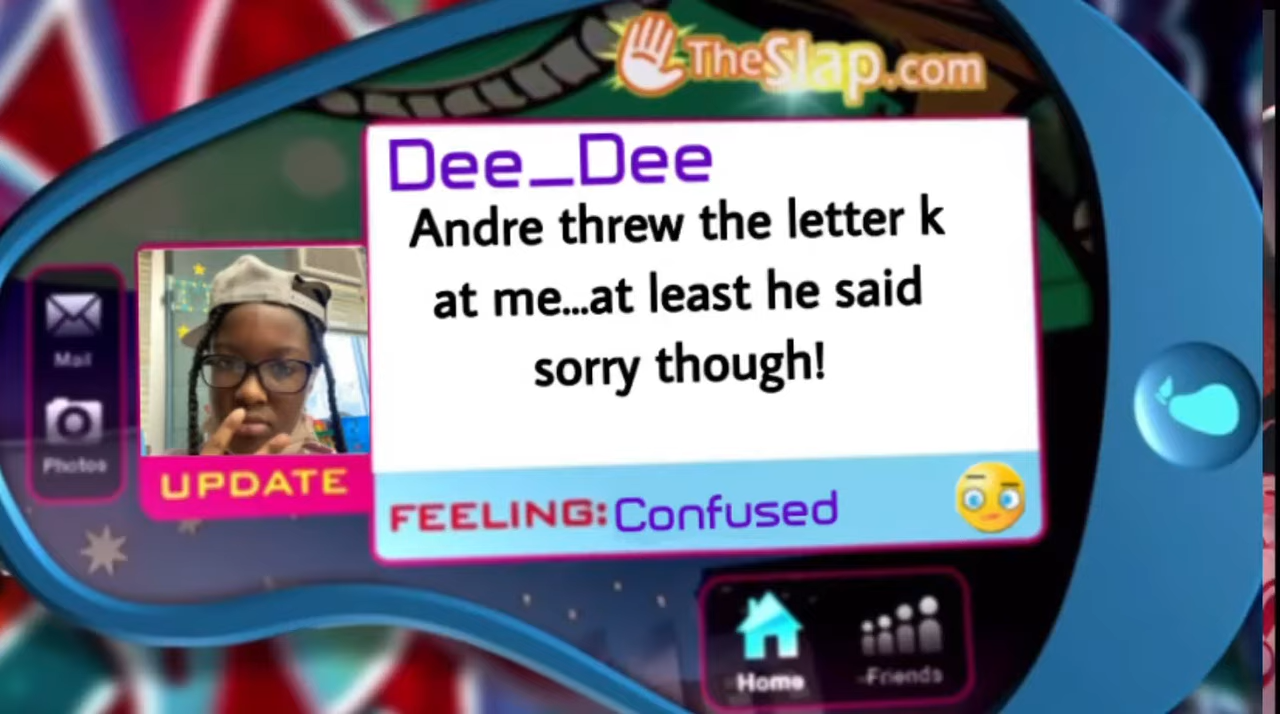 TheSlap.com
Dee_Dee
Andre threw the letter k
at me...at least he said
sorry though!
Mail
Photos
UPDATE
FEELING: Confused
Home
Friends